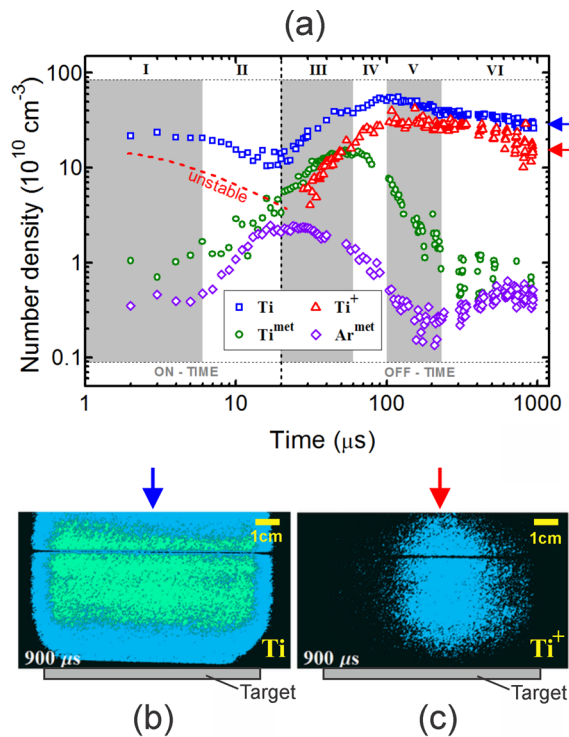 (a)
I II III IV V VI
100
10
1
0.1
Number density (10^10 cm^-3)
unstable
Ti Ti^+
Ti^met Ar^met
ON - TIME OFF - TIME
1 10 100 1000
Time (μs)
1cm 1cm
900 μs Ti 900 μs Ti^+
Target Target
(b) (c)